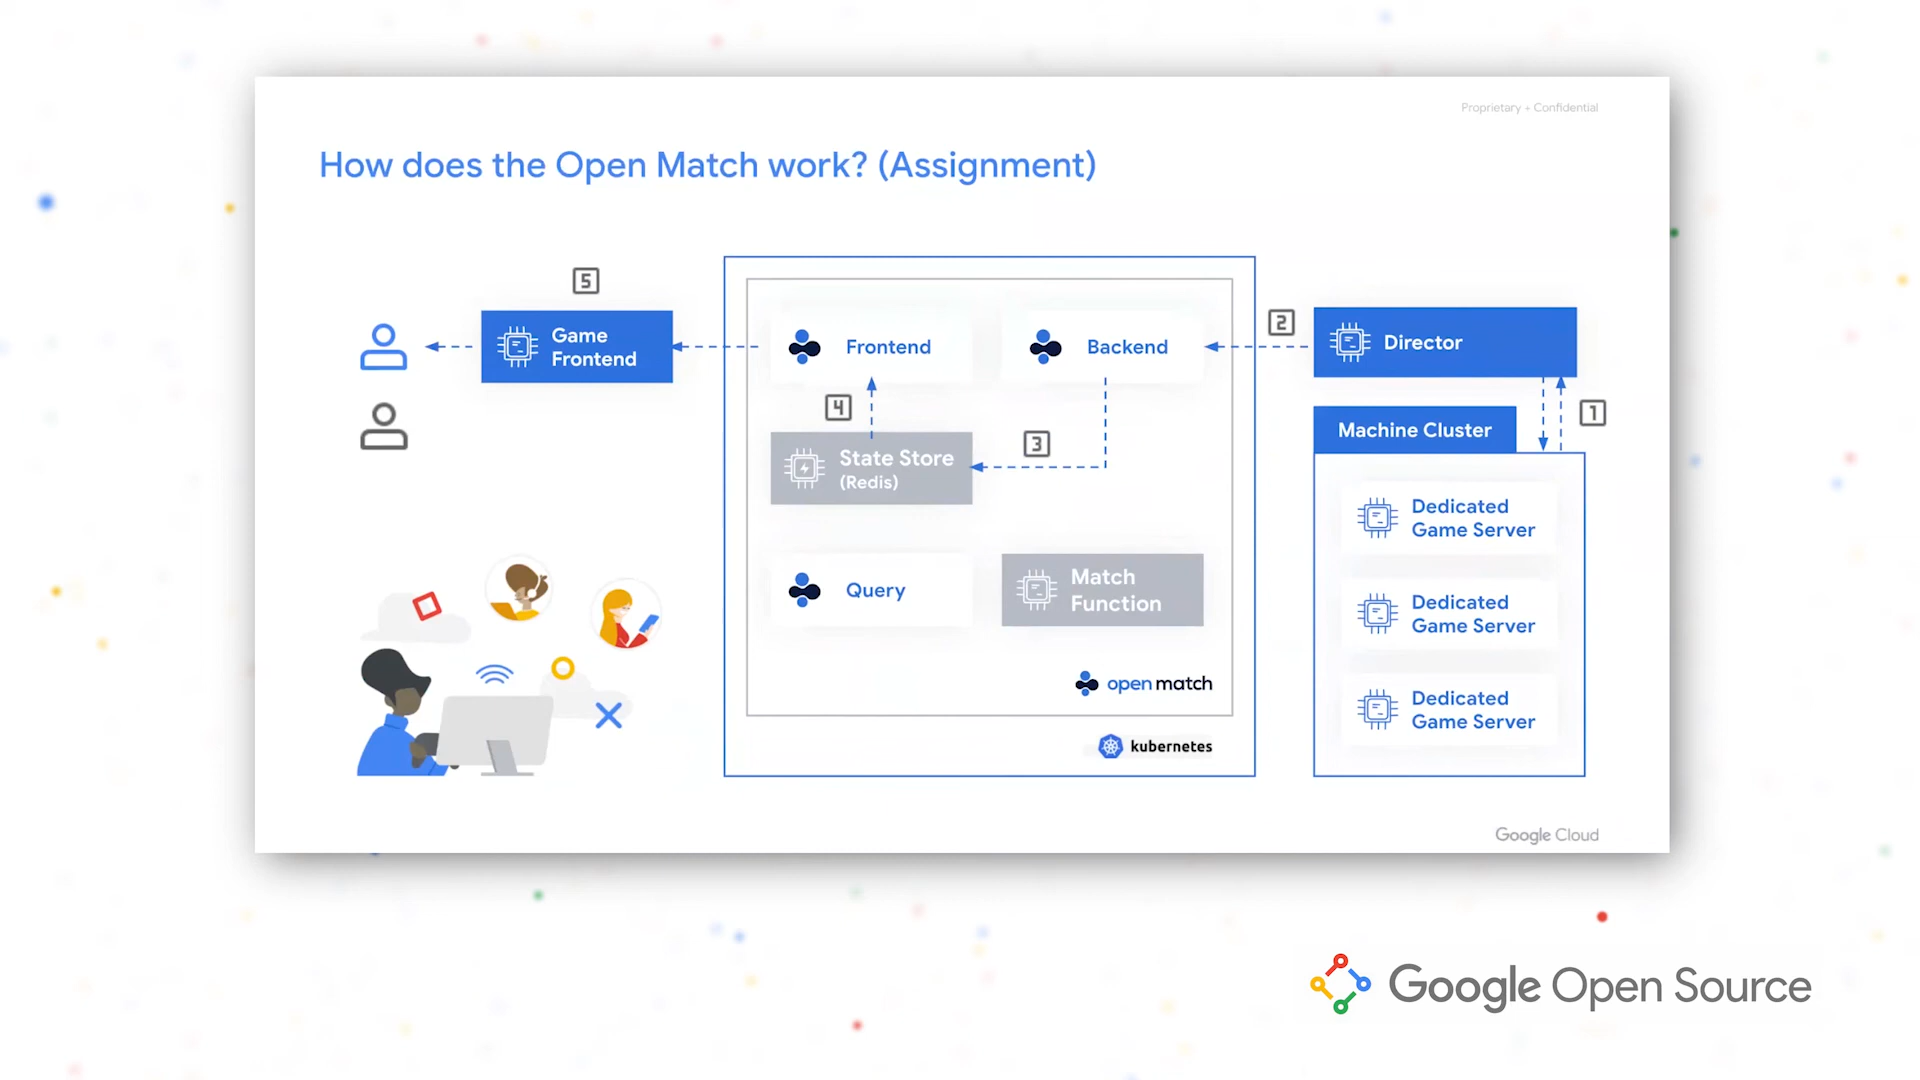 Proprietary + Confidential
How does the Open Match work? (Assignment)
5
Game
Frontend
Frontend
Backend
2
Director
4
3
1
State Store
(Redis)
Machine Cluster
Dedicated
Game Server
Query
Match
Function
Dedicated
Game Server
open match
Dedicated
Game Server
kubernetes
Google Cloud
Google Open Source